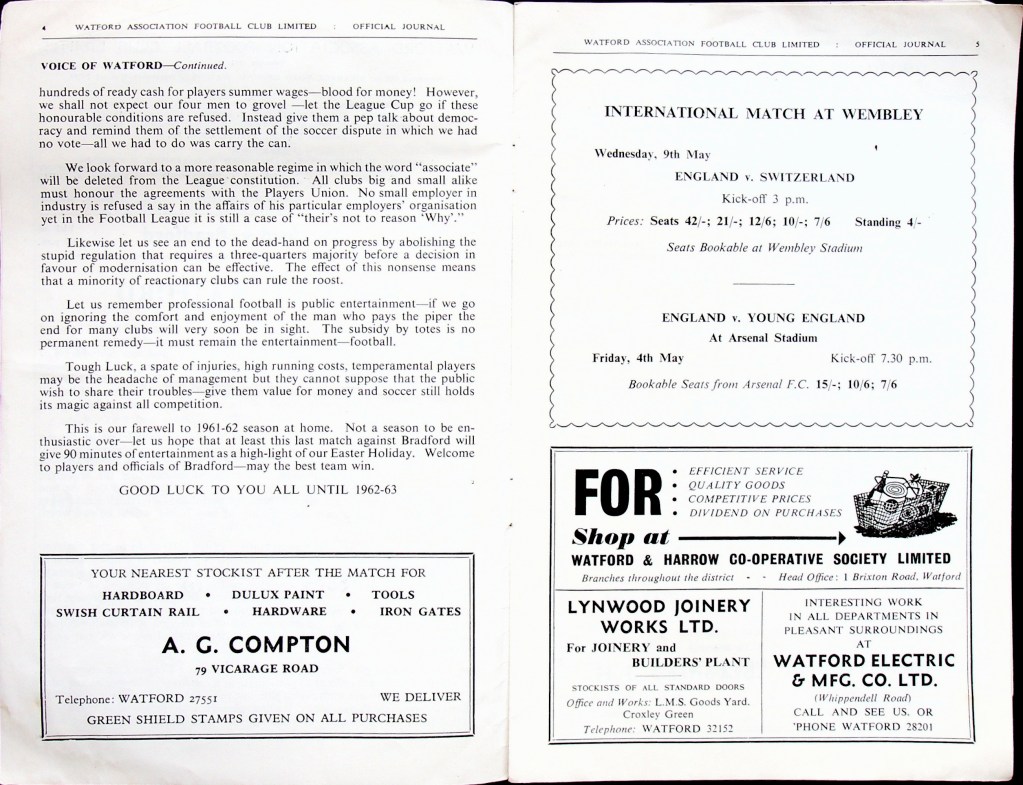 4 WATFORD ASSOCIATION FOOTBALL CLUB LIMITED : OFFICIAL JOURNAL
VOICE OF WATFORD—Continued.
hundreds of ready cash for players summer wages—blood for money! However,
we shall not expect our four men to grovel —let the League Cup go if these
honourable conditions are refused. Instead give them a pep talk about democ-
racy and remind them of the settlement of the soccer dispute in which we had
no vote—all we had to do was carry the can.
We look forward to a more reasonable regime in which the word "associate"
will be deleted from the League constitution. All clubs big and small alike
must honour the agreements with the Players Union. No small employer in
industry is refused a say in the affairs of his particular employers' organisation
yet in the Football League it is still a case of "their's not to reason 'Why'."
Likewise let us see an end to the dead-hand on progress by abolishing the
stupid regulation that requires a three-quarters majority before a decision in
favour of modernisation can be effective. The effect of this nonsense means
that a minority of reactionary clubs can rule the roost.
Let us remember professional football is public entertainment—if we go
on ignoring the comfort and enjoyment of the man who pays the piper the
end for many clubs will very soon be in sight. The subsidy by totes is no
permanent remedy—it must remain the entertainment—football.
Tough Luck, a spate of injuries, high running costs, temperamental players
may be the headache of management but they cannot suppose that the public
wish to share their troubles—give them value for money and soccer still holds
its magic against all competition.
This is our farewell to 1961-62 season at home. Not a season to be en-
thusiastic over—let us hope that at least this last match against Bradford will
give 90 minutes of entertainment as a high-light of our Easter Holiday. Welcome
to players and officials of Bradford—may the best team win.
GOOD LUCK TO YOU ALL UNTIL 1962-63
YOUR NEAREST STOCKIST AFTER THE MATCH FOR
HARDBOARD • DULUX PAINT • TOOLS
SWISH CURTAIN RAIL • HARDWARE • IRON GATES
A. G. COMPTON
79 VICARAGE ROAD
Telephone: WATFORD 27551 WE DELIVER
GREEN SHIELD STAMPS GIVEN ON ALL PURCHASES
WATFORD ASSOCIATION FOOTBALL CLUB LIMITED : OFFICIAL JOURNAL 5
INTERNATIONAL MATCH AT WEMBLEY
Wednesday, 9th May
ENGLAND v. SWITZERLAND
Kick-off 3 p.m.
Prices: Seats 42/-; 21/-; 12/6; 10/-; 7/6 Standing 4/-
Seats Bookable at Wembley Stadium
ENGLAND v. YOUNG ENGLAND
At Arsenal Stadium
Friday, 4th May Kick-off 7.30 p.m.
Bookable Seats from Arsenal F.C. 15/-; 10/6; 7/6
FOR : EFFICIENT SERVICE
: QUALITY GOODS
: COMPETITIVE PRICES
: DIVIDEND ON PURCHASES
Shop at
WATFORD & HARROW CO-OPERATIVE SOCIETY LIMITED
Branches throughout the district - - Head Office: 1 Brixton Road, Watford
LYNWOOD JOINERY
WORKS LTD.
For JOINERY and
BUILDERS' PLANT
STOCKISTS OF ALL STANDARD DOORS
Office and Works: L.M.S. Goods Yard.
Croxley Green
Telephone: WATFORD 32152
INTERESTING WORK
IN ALL DEPARTMENTS IN
PLEASANT SURROUNDINGS
AT
WATFORD ELECTRIC
& MFG. CO. LTD.
(Whippendell Road)
CALL AND SEE US. OR
'PHONE WATFORD 28201